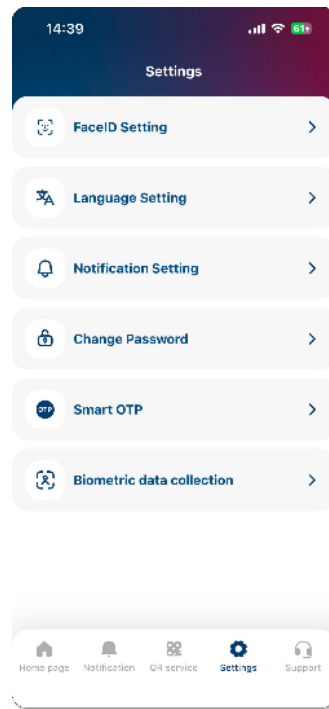 14:39
61+
Settings
FaceID Setting
Language Setting
Notification Setting
Change Password
OTP
Smart OTP
Biometric data collection
Home page Notification QR service Settings Support